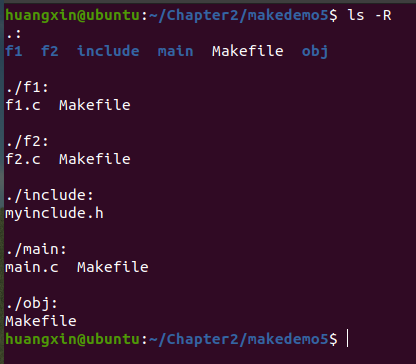 huangxin@ubuntu:~/Chapter2/makedemo5$ ls -R
.:
f1 f2 include main Makefile obj
./f1:
f1.c Makefile
./f2:
f2.c Makefile
./include:
myinclude.h
./main:
main.c Makefile
./obj:
Makefile
huangxin@ubuntu:~/Chapter2/makedemo5$